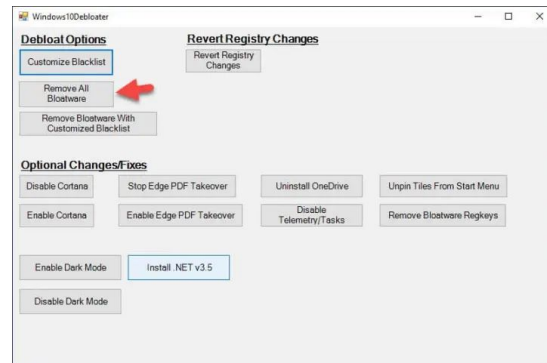 Windows10Debloater
Debloat Options
Revert Registry Changes
Customize Blacklist
Revert Registry
Changes
Remove All
Bloatware
Remove Bloatware With
Customized Blacklist
Optional Changes/Fixes
Disable Cortana
Stop Edge PDF Takeover
Uninstall OneDrive
Unpin Tiles From Start Menu
Enable Cortana
Enable Edge PDF Takeover
Disable
Telemetry/Tasks
Remove Bloatware Regkeys
Enable Dark Mode
Install .NET v3.5
Disable Dark Mode